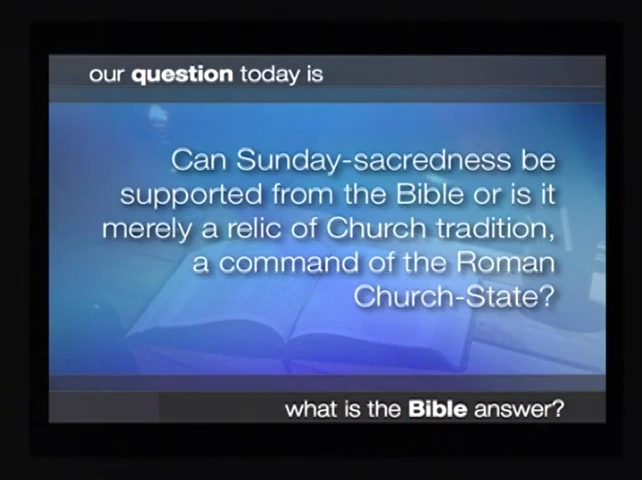 our question today is
Can Sunday-sacredness be
supported from the Bible or is it
merely a relic of Church tradition,
a command of the Roman
Church-State?
what is the Bible answer?